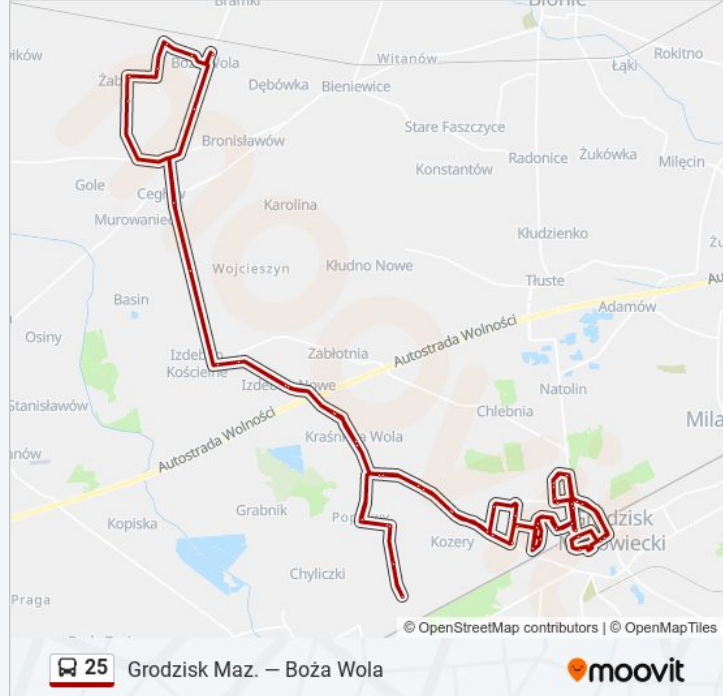 Bramki
Błonie
Witanów
Rokitno
Łąki
Boża Wola
Dębówka
Bieniewice
Stare Faszczyce
Bronisławów
Radonice
Żukówka
Milęcin
Konstantów
Gole
Cegłów
Karolina
Murowaniec
Kłudzienko
Wojcieszyn
Kłudno Nowe
Tłuste
Basin
Adamów
Osiny
Autostrada Wolności
Izdebno
Kościelne
Zabłotnia
Izdebno Nowe
Natolin
Stanisławów
Chlebnia
Mila
Autostrada Wolności
Kraśnicza Wola
Grabnik
Kopiska
Grodzisk
Mazowiecki
Kozery
Chyliczki
Praga
© OpenStreetMap contributors | © OpenMapTiles
25
Grodzisk Maz. — Boża Wola
moovit